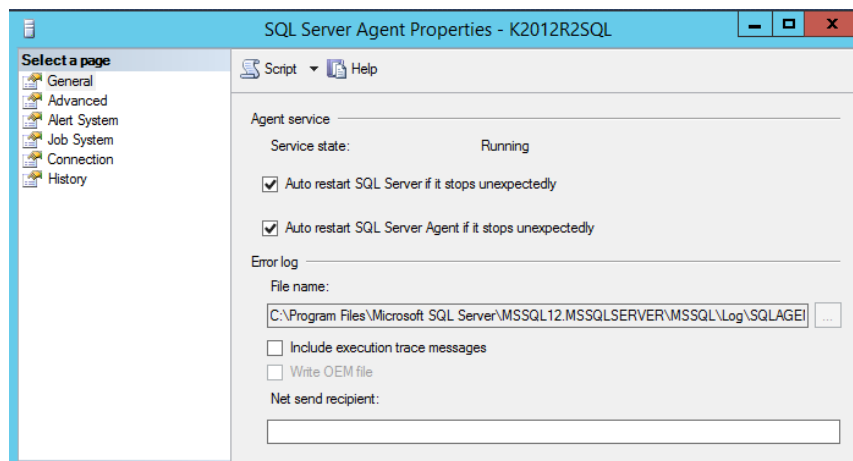 SQL Server Agent Properties - K2012R2SQL
Select a page
General
Advanced
Alert System
Job System
Connection
History
Script Help
Agent service
Service state: Running
Auto restart SQL Server if it stops unexpectedly
Auto restart SQL Server Agent if it stops unexpectedly
Error log
File name:
C:\Program Files\Microsoft SQL Server\MSSQL12.MSSQLSERVER\MSSQL\Log\SQLAGEI
...
Include execution trace messages
Write OEM file
Net send recipient: